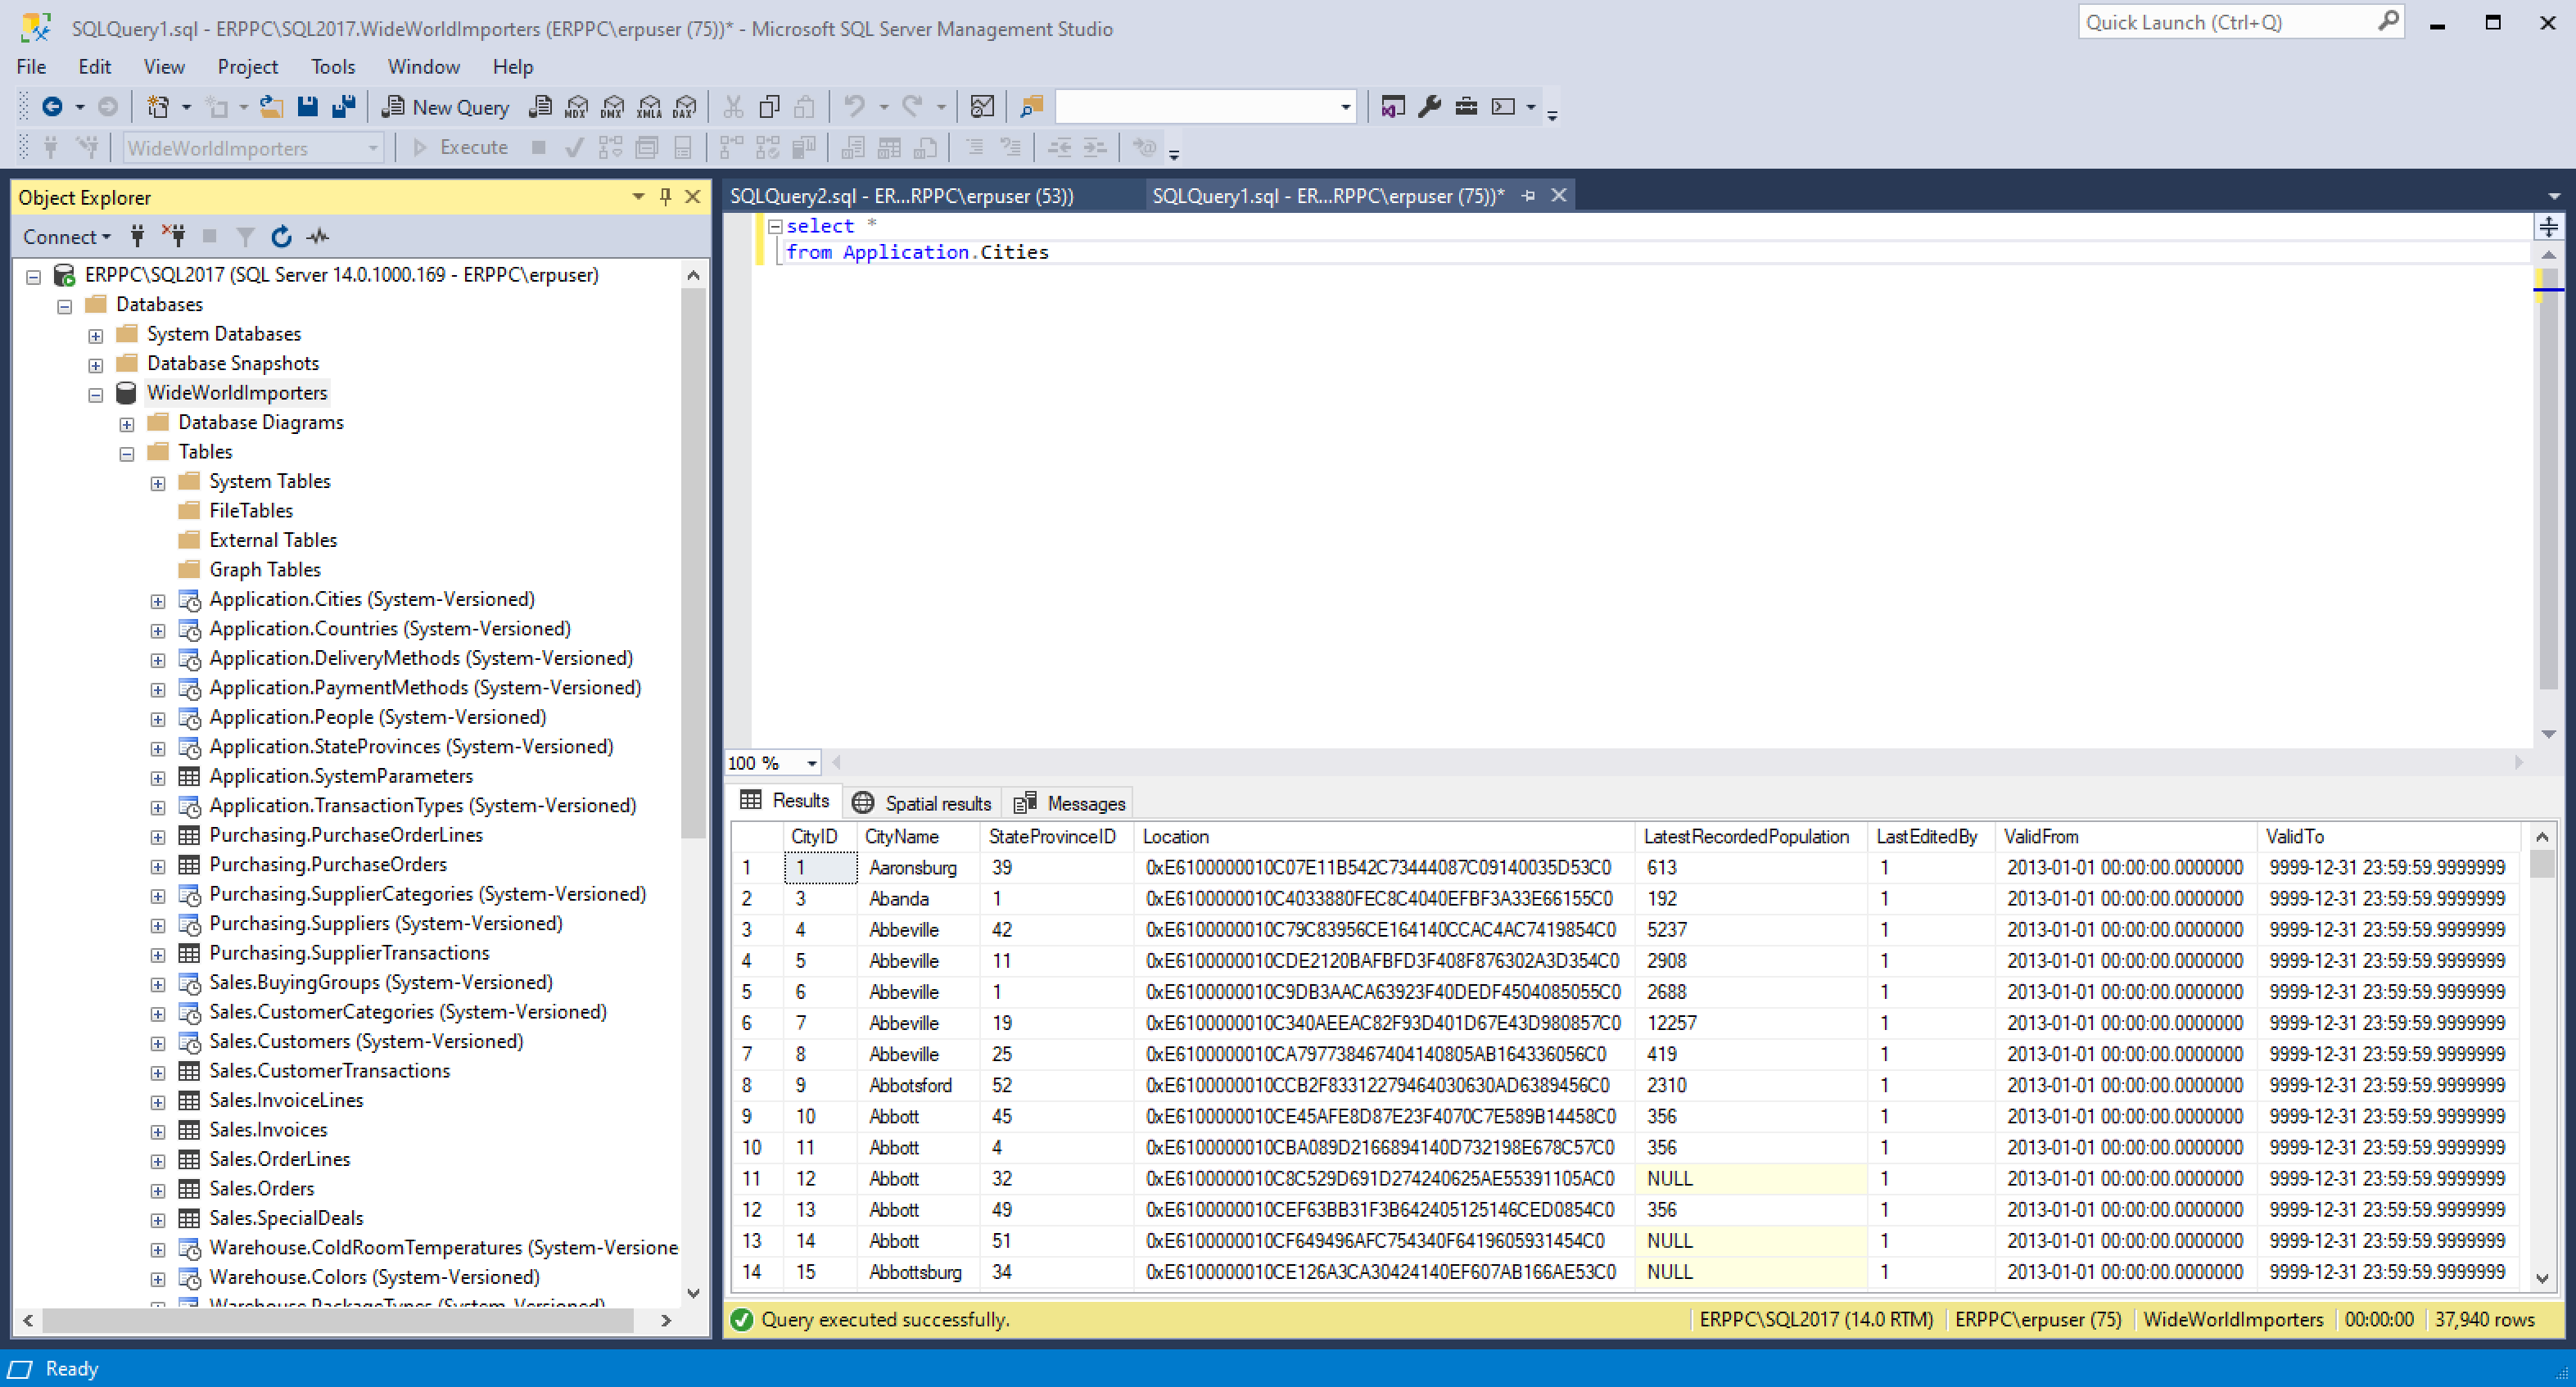 SQLQuery1.sql - ERPPC\SQL2017.WideWorldImporters (ERPPC\erpuser (75))* - Microsoft SQL Server Management Studio
Quick Launch (Ctrl+Q)
File Edit View Project Tools Window Help
New Query MDX DMX XMLA DAX
WideWorldImporters Execute
Object Explorer
Connect
ERPPC\SQL2017 (SQL Server 14.0.1000.169 - ERPPC\erpuser)
Databases
System Databases
Database Snapshots
WideWorldImporters
Database Diagrams
Tables
System Tables
FileTables
External Tables
Graph Tables
Application.Cities (System-Versioned)
Application.Countries (System-Versioned)
Application.DeliveryMethods (System-Versioned)
Application.PaymentMethods (System-Versioned)
Application.People (System-Versioned)
Application.StateProvinces (System-Versioned)
Application.SystemParameters
Application.TransactionTypes (System-Versioned)
Purchasing.PurchaseOrderLines
Purchasing.PurchaseOrders
Purchasing.SupplierCategories (System-Versioned)
Purchasing.Suppliers (System-Versioned)
Purchasing.SupplierTransactions
Sales.BuyingGroups (System-Versioned)
Sales.CustomerCategories (System-Versioned)
Sales.Customers (System-Versioned)
Sales.CustomerTransactions
Sales.InvoiceLines
Sales.Invoices
Sales.OrderLines
Sales.Orders
Sales.SpecialDeals
Warehouse.ColdRoomTemperatures (System-Versione
Warehouse.Colors (System-Versioned)
Warehouse.PackageTypes (System-Versioned)
SQLQuery2.sql - ER...RPPC\erpuser (53)) SQLQuery1.sql - ER...RPPC\erpuser (75))*
select *
from Application.Cities
100 %
Results Spatial results Messages
CityID CityName StateProvinceID Location LatestRecordedPopulation LastEditedBy ValidFrom ValidTo
1 1 Aaronsburg 39 0xE6100000010C07E11B542C73444087C09140035D53C0 613 1 2013-01-01 00:00:00.0000000 9999-12-31 23:59:59.9999999
2 3 Abanda 1 0xE6100000010C4033880FEC8C4040EFBF3A33E66155C0 192 1 2013-01-01 00:00:00.0000000 9999-12-31 23:59:59.9999999
3 4 Abbeville 42 0xE6100000010C79C83956CE164140CCAC4AC7419854C0 5237 1 2013-01-01 00:00:00.0000000 9999-12-31 23:59:59.9999999
4 5 Abbeville 11 0xE6100000010CDE2120BAFBFD3F408F876302A3D354C0 2908 1 2013-01-01 00:00:00.0000000 9999-12-31 23:59:59.9999999
5 6 Abbeville 1 0xE6100000010C9DB3AACA63923F40DEDF4504085055C0 2688 1 2013-01-01 00:00:00.0000000 9999-12-31 23:59:59.9999999
6 7 Abbeville 19 0xE6100000010C340AEEAC82F93D401D67E43D980857C0 12257 1 2013-01-01 00:00:00.0000000 9999-12-31 23:59:59.9999999
7 8 Abbeville 25 0xE6100000010CA797738467404140805AB164336056C0 419 1 2013-01-01 00:00:00.0000000 9999-12-31 23:59:59.9999999
8 9 Abbotsford 52 0xE6100000010CCB2F83312279464030630AD6389456C0 2310 1 2013-01-01 00:00:00.0000000 9999-12-31 23:59:59.9999999
9 10 Abbott 45 0xE6100000010CE45AFE8D87E23F4070C7E589B14458C0 356 1 2013-01-01 00:00:00.0000000 9999-12-31 23:59:59.9999999
10 11 Abbott 4 0xE6100000010CBA089D2166894140D732198E678C57C0 356 1 2013-01-01 00:00:00.0000000 9999-12-31 23:59:59.9999999
11 12 Abbott 32 0xE6100000010C8C529D691D274240625AE55391105AC0 NULL 1 2013-01-01 00:00:00.0000000 9999-12-31 23:59:59.9999999
12 13 Abbott 49 0xE6100000010CEF63BB31F3B642405125146CED0854C0 356 1 2013-01-01 00:00:00.0000000 9999-12-31 23:59:59.9999999
13 14 Abbott 51 0xE6100000010CF649496AFC754340F6419605931454C0 NULL 1 2013-01-01 00:00:00.0000000 9999-12-31 23:59:59.9999999
14 15 Abbottsburg 34 0xE6100000010CE126A3CA30424140EF607AB166AE53C0 NULL 1 2013-01-01 00:00:00.0000000 9999-12-31 23:59:59.9999999
Query executed successfully. ERPPC\SQL2017 (14.0 RTM) ERPPC\erpuser (75) WideWorldImporters 00:00:00 37,940 rows
Ready